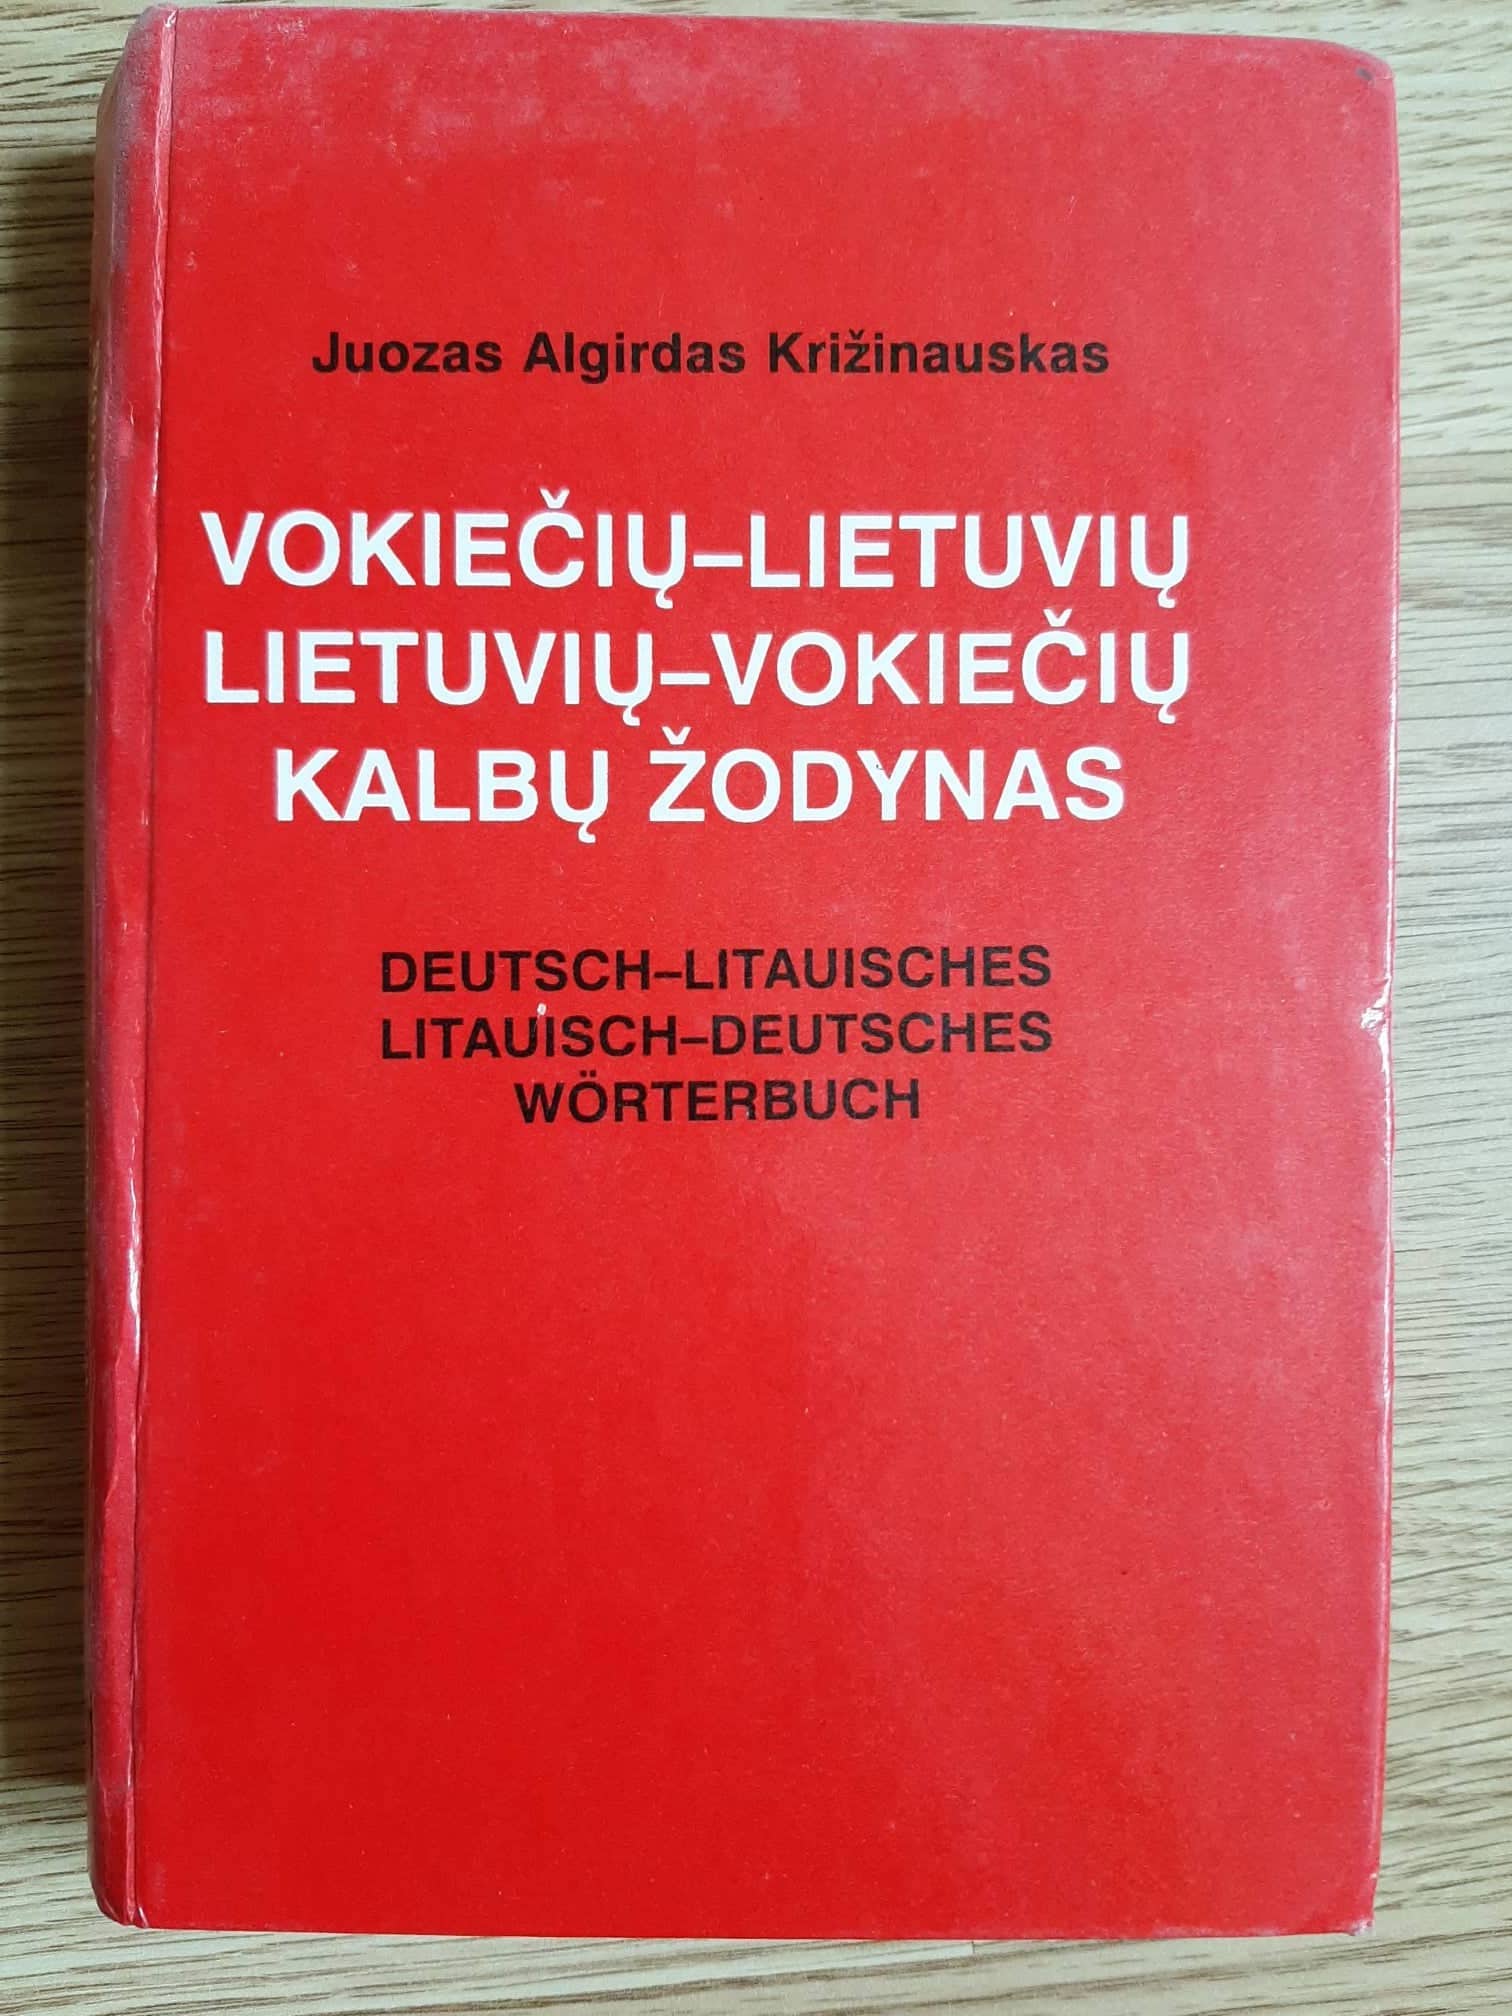 Juozas Algirdas Križinauskas
VOKIEČIŲ–LIETUVIŲ
LIETUVIŲ–VOKIEČIŲ
KALBŲ ŽODYNAS
DEUTSCH–LITAUISCHES
LITAUISCH–DEUTSCHES
WÖRTERBUCH